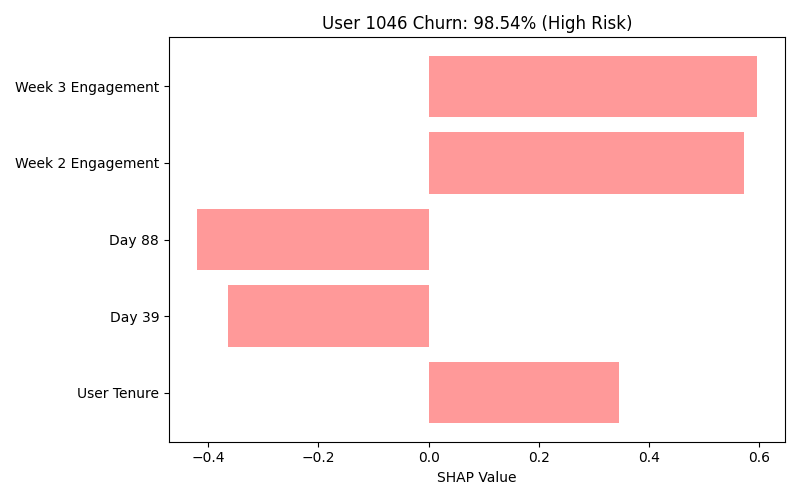 User 1046 Churn: 98.54% (High Risk)
Week 3 Engagement
Week 2 Engagement
Day 88
Day 39
User Tenure
−0.4 −0.2 0.0 0.2 0.4 0.6
SHAP Value